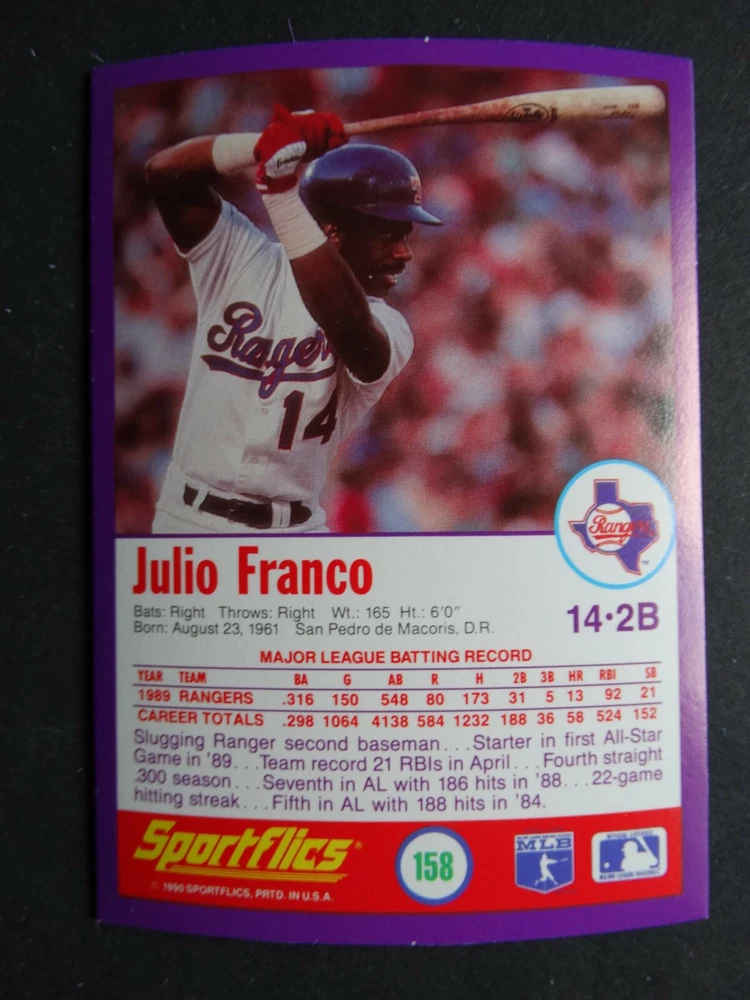 Rangers
14
Rangers
TM
Julio Franco
Bats: Right Throws: Right Wt.: 165 Ht.: 6'0"
Born: August 23, 1961 San Pedro de Macoris, D.R.
14•2B
MAJOR LEAGUE BATTING RECORD
YEAR TEAM BA G AB R H 2B 3B HR RBI SB
1989 RANGERS .316 150 548 80 173 31 5 13 92 21
CAREER TOTALS .298 1064 4138 584 1232 188 36 58 524 152
Slugging Ranger second baseman...Starter in first All-Star
Game in '89...Team record 21 RBIs in April...Fourth straight
.300 season...Seventh in AL with 186 hits in '88...22-game
hitting streak...Fifth in AL with 188 hits in '84.
Sportflics®
© 1990 SPORTFLICS, PRTD. IN U.S.A.
158
MLB
MAJOR LEAGUE BASEBALL